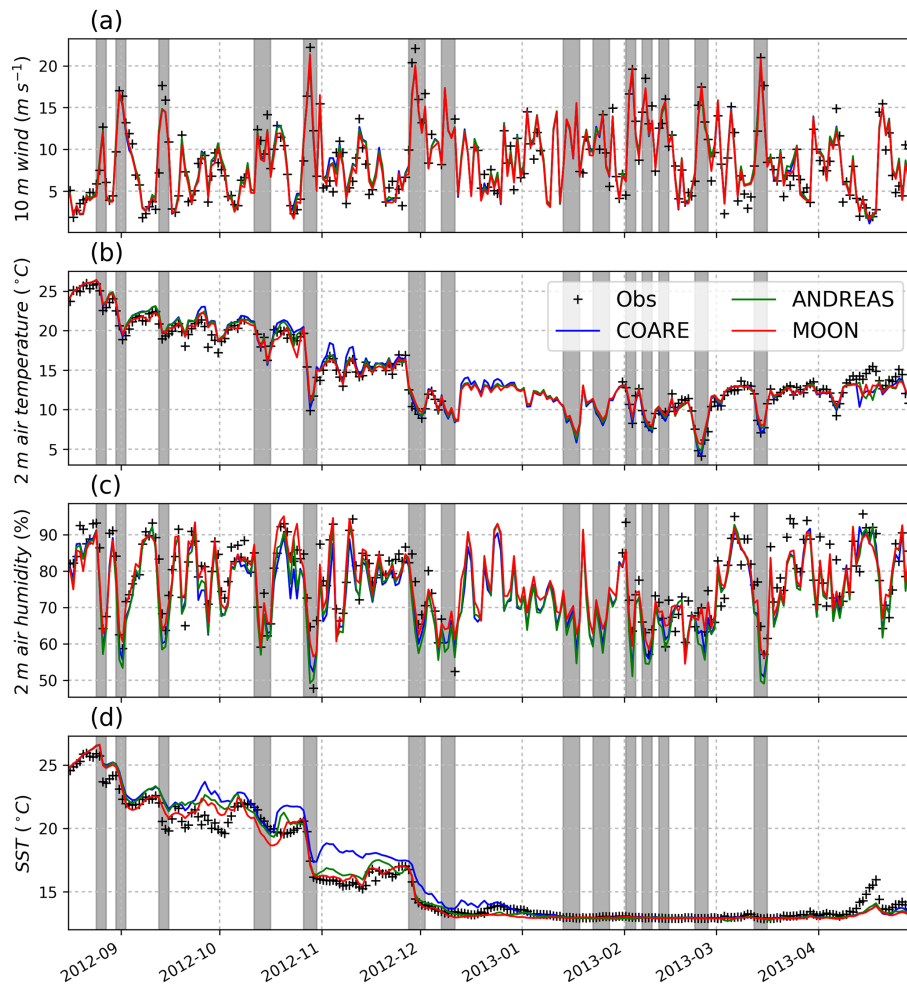 (a)
10 m wind (m s⁻¹)
20
15
10
5
(b)
2 m air temperature (°C)
25
20
15
10
5
Obs
COARE
ANDREAS
MOON
(c)
2 m air humidity (%)
90
80
70
60
50
(d)
SST (°C)
25
20
15
2012-09
2012-10
2012-11
2012-12
2013-01
2013-02
2013-03
2013-04